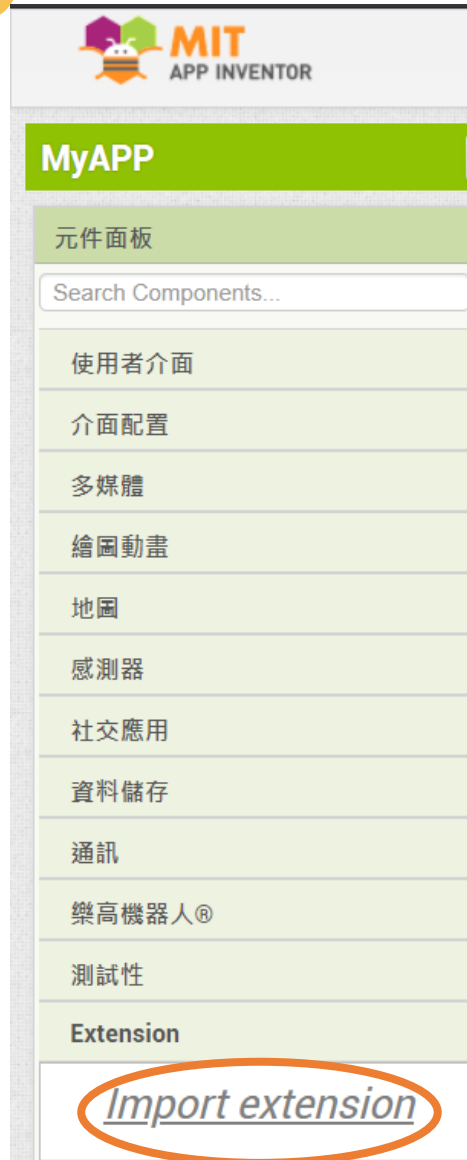 MIT
APP INVENTOR
MyAPP
元件面板
Search Components...
使用者介面
介面配置
多媒體
繪圖動畫
地圖
感測器
社交應用
資料儲存
通訊
樂高機器人®
測試性
Extension
Import extension